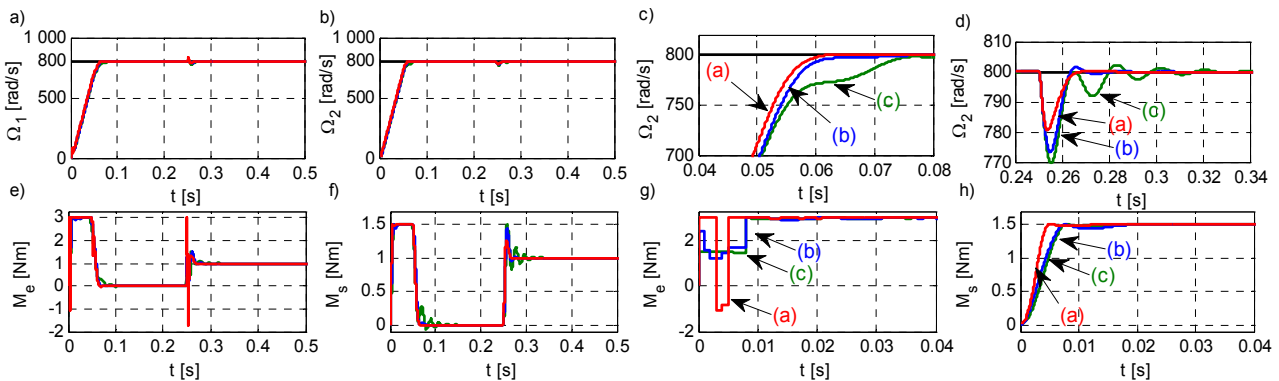 a)
1 000
800
500
0
Ω1 [rad/s]
0 0.1 0.2 0.3 0.4 0.5
t [s]
b)
1 000
800
500
0
Ω2 [rad/s]
0 0.1 0.2 0.3 0.4 0.5
t [s]
c)
800
750
700
Ω2 [rad/s]
(a)
(c)
(b)
0.04 0.05 0.06 0.07 0.08
t [s]
d)
810
800
790
780
770
Ω2 [rad/s]
(c)
(a)
(b)
0.24 0.26 0.28 0.3 0.32 0.34
t [s]
e)
3
2
1
0
-1
-2
Me [Nm]
0 0.1 0.2 0.3 0.4 0.5
t [s]
f)
1.5
1
0.5
0
Ms [Nm]
0 0.1 0.2 0.3 0.4 0.5
t [s]
g)
2
0
-2
Me [Nm]
(b)
(c)
(a)
0 0.01 0.02 0.03 0.04
t [s]
h)
1.5
1
0.5
0
Ms [Nm]
(b)
(c)
(a)
0 0.01 0.02 0.03 0.04
t [s]